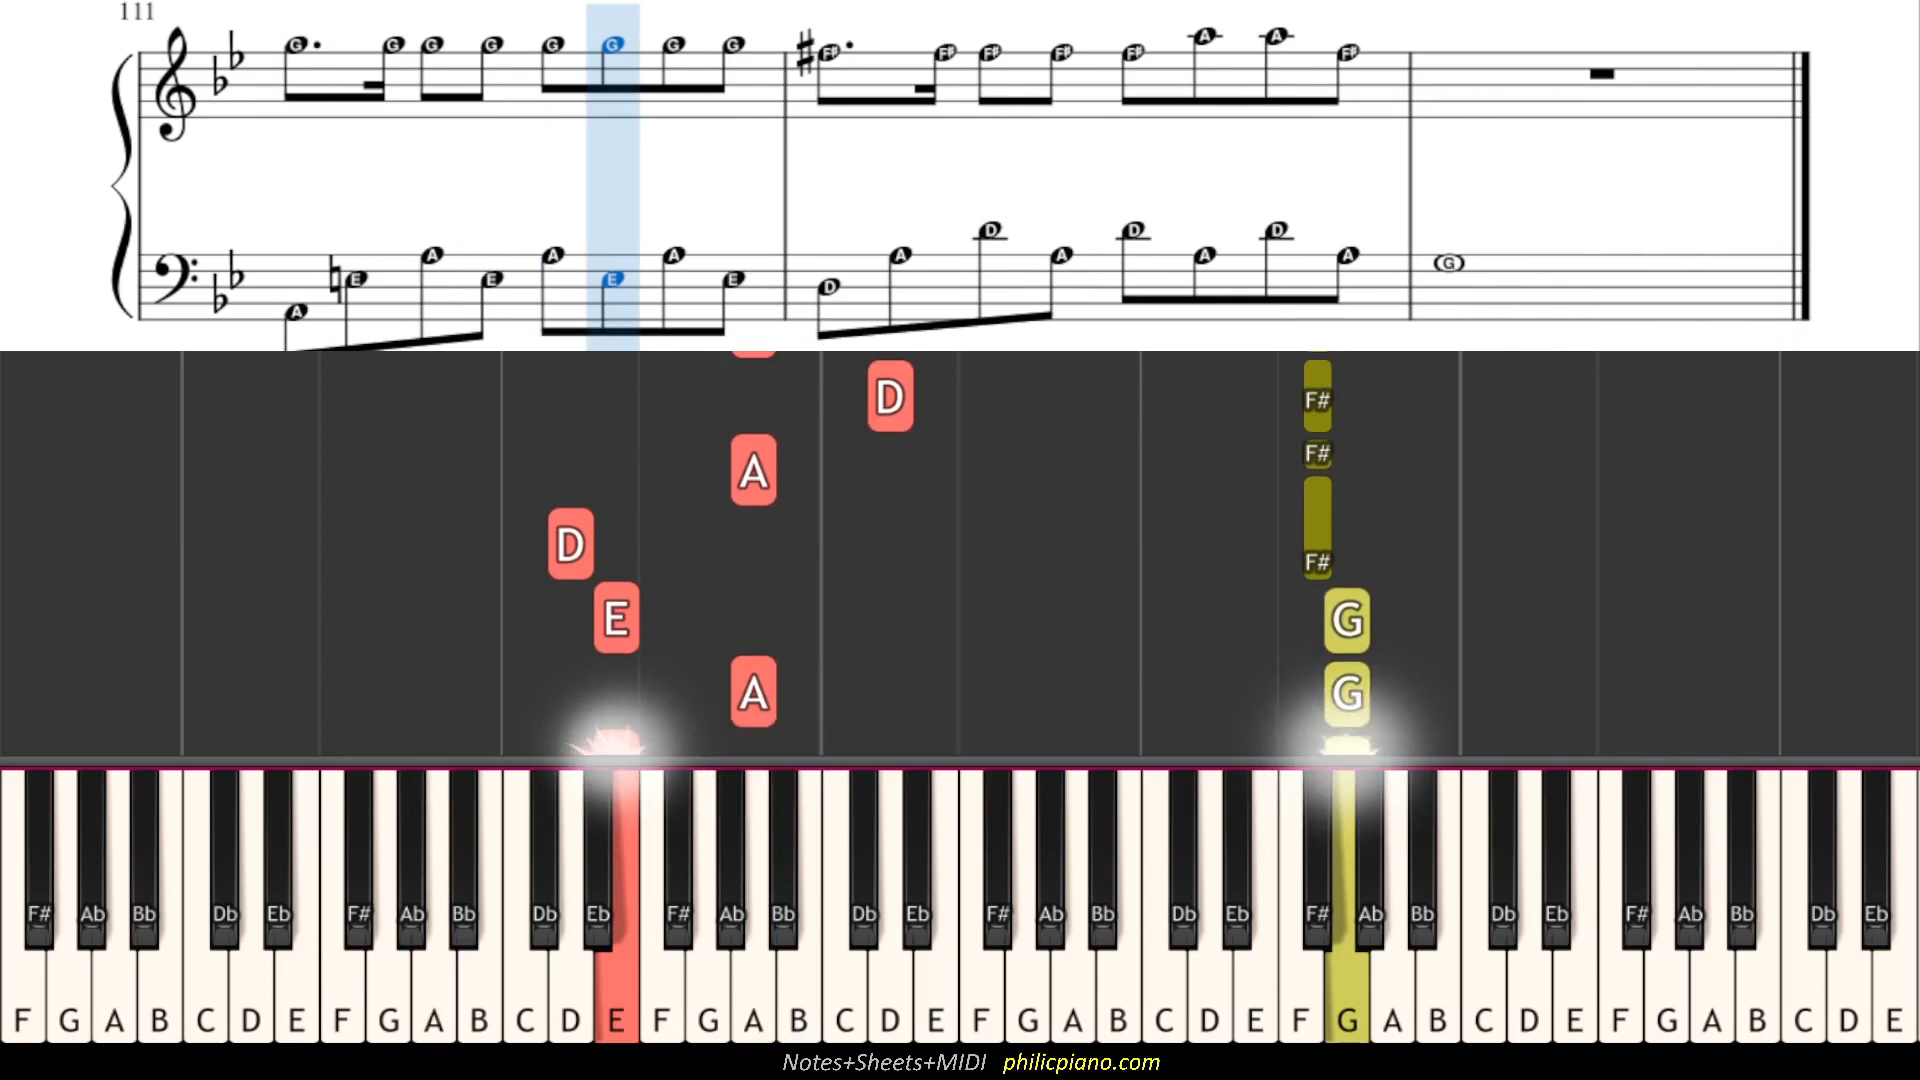 111
G G G G G G G G F# F# F# F# F# A A F#
A E A E A E A E D A D A D A D A G
D F#
F#
A
D F#
E G
A G
F# Ab Bb Db Eb F# Ab Bb Db Eb F# Ab Bb Db Eb F# Ab Bb Db Eb F# Ab Bb Db Eb F# Ab Bb Db Eb
F G A B C D E F G A B C D E F G A B C D E F G A B C D E F G A B C D E F G A B C D E
Notes+Sheets+MIDI philicpiano.com